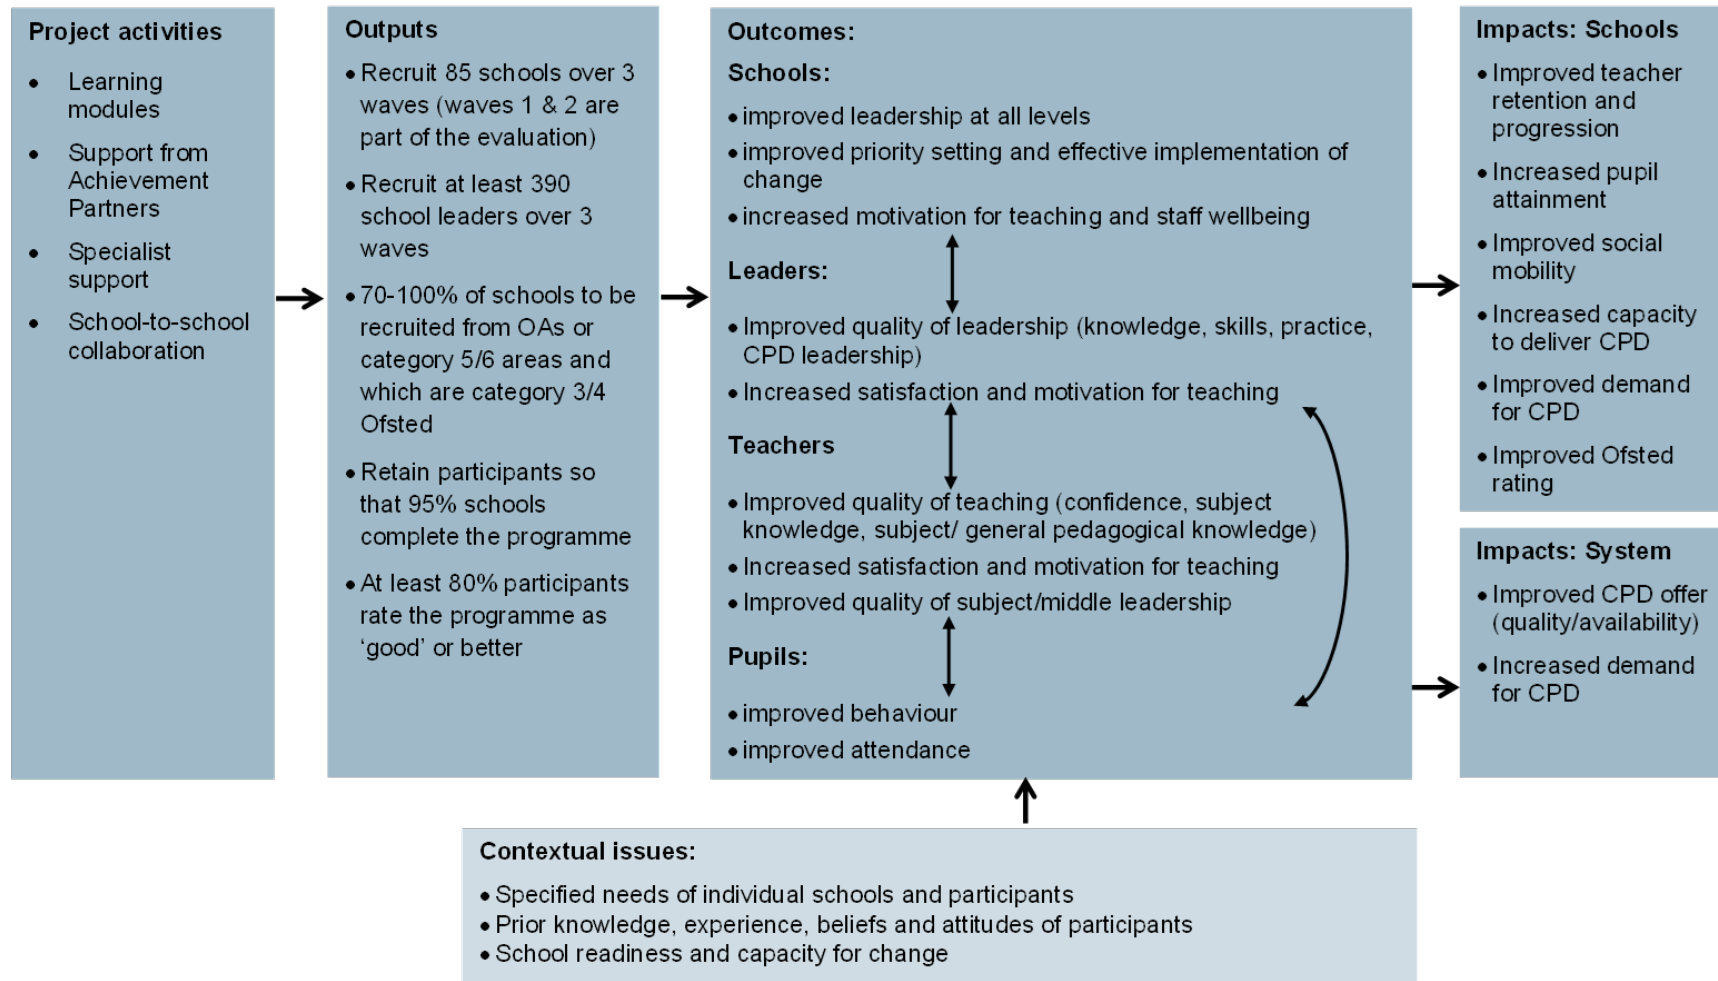 Project activities
• Learning
modules
• Support from
Achievement
Partners
• Specialist
support
• School-to-school
collaboration
Outputs
• Recruit 85 schools over 3
waves (waves 1 & 2 are
part of the evaluation)
• Recruit at least 390
school leaders over 3
waves
• 70-100% of schools to be
recruited from OAs or
category 5/6 areas and
which are category 3/4
Ofsted
• Retain participants so
that 95% schools
complete the programme
• At least 80% participants
rate the programme as
‘good’ or better
Outcomes:
Schools:
• improved leadership at all levels
• improved priority setting and effective implementation of
change
• increased motivation for teaching and staff wellbeing
Leaders:
• Improved quality of leadership (knowledge, skills, practice,
CPD leadership)
• Increased satisfaction and motivation for teaching
Teachers
• Improved quality of teaching (confidence, subject
knowledge, subject/ general pedagogical knowledge)
• Increased satisfaction and motivation for teaching
• Improved quality of subject/middle leadership
Pupils:
• improved behaviour
• improved attendance
Impacts: Schools
• Improved teacher
retention and
progression
• Increased pupil
attainment
• Improved social
mobility
• Increased capacity
to deliver CPD
• Improved demand
for CPD
• Improved Ofsted
rating
Impacts: System
• Improved CPD offer
(quality/availability)
• Increased demand
for CPD
Contextual issues:
• Specified needs of individual schools and participants
• Prior knowledge, experience, beliefs and attitudes of participants
• School readiness and capacity for change